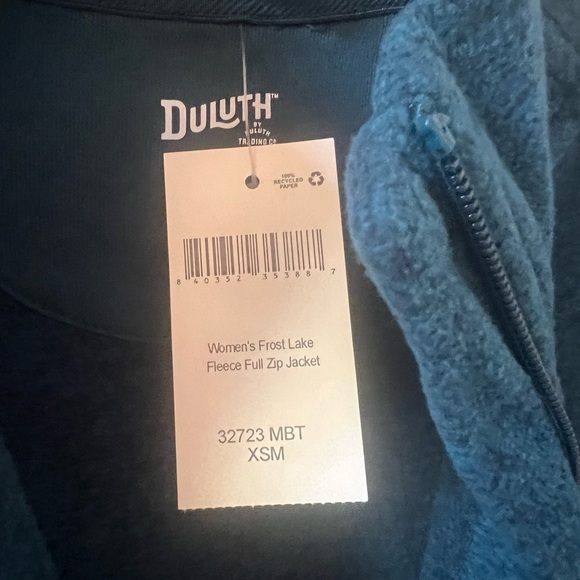 DULUTH™
BY
DULUTH
TRADING Co
100%
RECYCLED
PAPER
8 40352 35388 7
Women's Frost Lake
Fleece Full Zip Jacket
32723 MBT
XSM